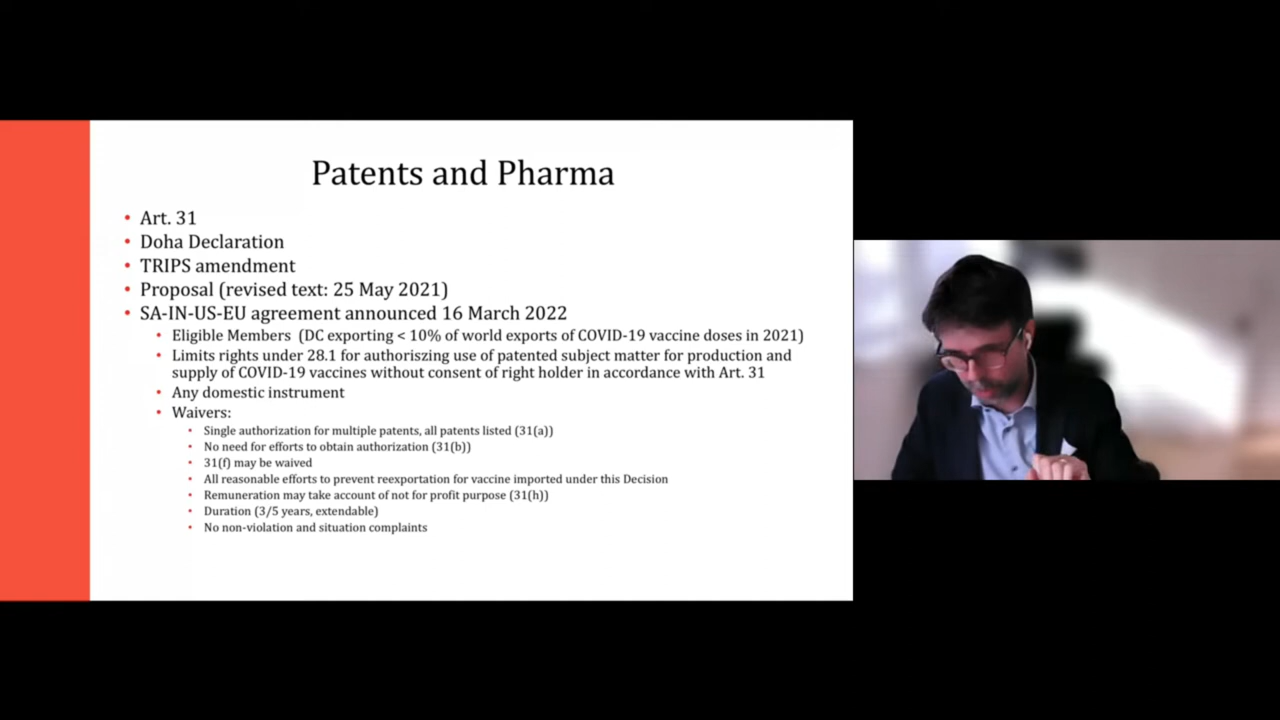 Patents and Pharma
• Art. 31
• Doha Declaration
• TRIPS amendment
• Proposal (revised text: 25 May 2021)
• SA-IN-US-EU agreement announced 16 March 2022
• Eligible Members (DC exporting < 10% of world exports of COVID-19 vaccine doses in 2021)
• Limits rights under 28.1 for authoriszing use of patented subject matter for production and
supply of COVID-19 vaccines without consent of right holder in accordance with Art. 31
• Any domestic instrument
• Waivers:
• Single authorization for multiple patents, all patents listed (31(a))
• No need for efforts to obtain authorization (31(b))
• 31(f) may be waived
• All reasonable efforts to prevent reexportation for vaccine imported under this Decision
• Remuneration may take account of not for profit purpose (31(h))
• Duration (3/5 years, extendable)
• No non-violation and situation complaints